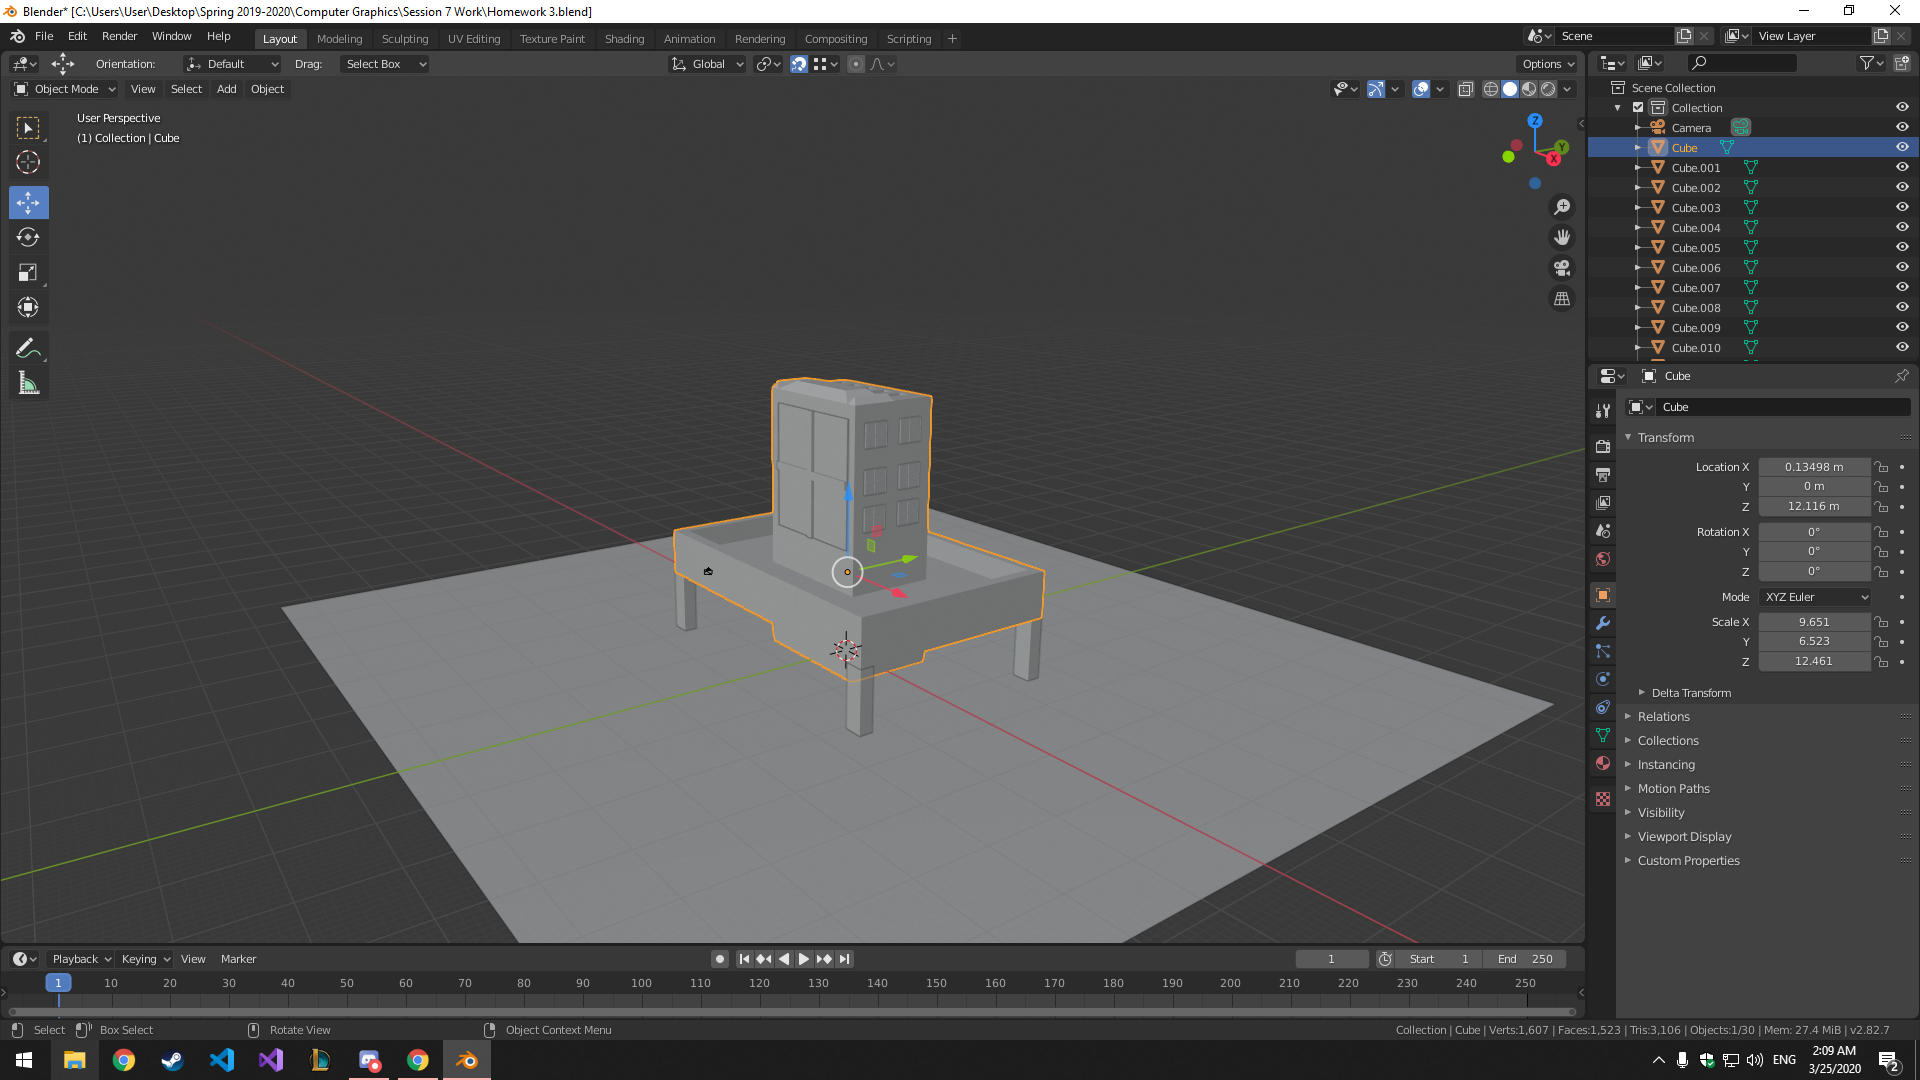 Blender* [C:\Users\User\Desktop\Spring 2019-2020\Computer Graphics\Session 7 Work\Homework 3.blend]
File Edit Render Window Help Layout Modeling Sculpting UV Editing Texture Paint Shading Animation Rendering Compositing Scripting + Scene View Layer
Orientation: Default Drag: Select Box Global Options
Object Mode View Select Add Object
User Perspective
(1) Collection | Cube
Z
Y
X
Scene Collection
Collection
Camera
Cube
Cube.001
Cube.002
Cube.003
Cube.004
Cube.005
Cube.006
Cube.007
Cube.008
Cube.009
Cube.010
Cube
Cube
Transform
Location X 0.13498 m
Y 0 m
Z 12.116 m
Rotation X 0°
Y 0°
Z 0°
Mode XYZ Euler
Scale X 9.651
Y 6.523
Z 12.461
Delta Transform
Relations
Collections
Instancing
Motion Paths
Visibility
Viewport Display
Custom Properties
Playback Keying View Marker 1 Start 1 End 250
1 10 20 30 40 50 60 70 80 90 100 110 120 130 140 150 160 170 180 190 200 210 220 230 240 250
Select Box Select Rotate View Object Context Menu Collection | Cube | Verts:1,607 | Faces:1,523 | Tris:3,106 | Objects:1/30 | Mem: 27.4 MiB | v2.82.7
ENG 2:09 AM
3/25/2020 2